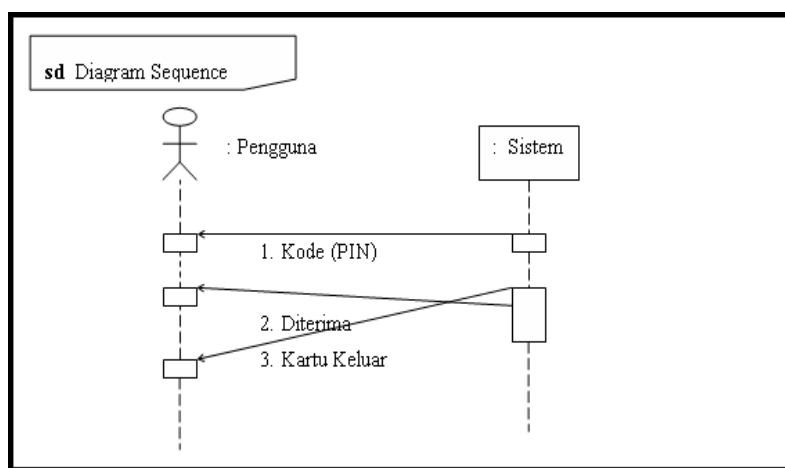 sd Diagram Sequence
: Pengguna
: Sistem
1. Kode (PIN)
2. Diterima
3. Kartu Keluar